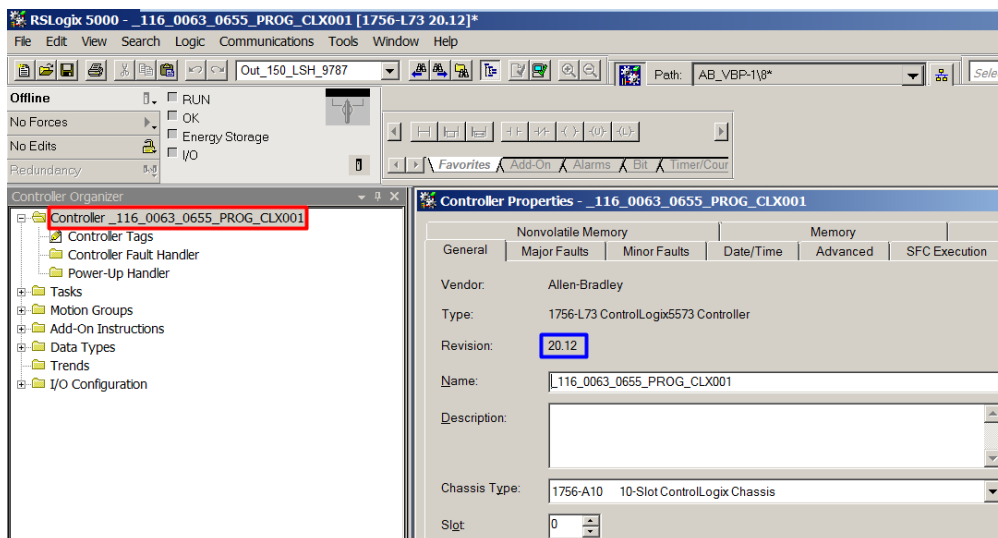 RSLogix 5000 - _116_0063_0655_PROG_CLX001 [1756-L73 20.12]*
File Edit View Search Logic Communications Tools Window Help
Out_150_LSH_9787
Path: AB_VBP-1\8*
Offline
RUN
No Forces
OK
No Edits
Energy Storage
Redundancy
I/O
Favorites Add-On Alarms Bit Timer/Cour
Controller Organizer
Controller _116_0063_0655_PROG_CLX001
Controller Tags
Controller Fault Handler
Power-Up Handler
Tasks
Motion Groups
Add-On Instructions
Data Types
Trends
I/O Configuration
Controller Properties - _116_0063_0655_PROG_CLX001
Nonvolatile Memory Memory
General Major Faults Minor Faults Date/Time Advanced SFC Execution
Vendor: Allen-Bradley
Type: 1756-L73 ControlLogix5573 Controller
Revision: 20.12
Name: _116_0063_0655_PROG_CLX001
Description:
Chassis Type: 1756-A10 10-Slot ControlLogix Chassis
Slot: 0